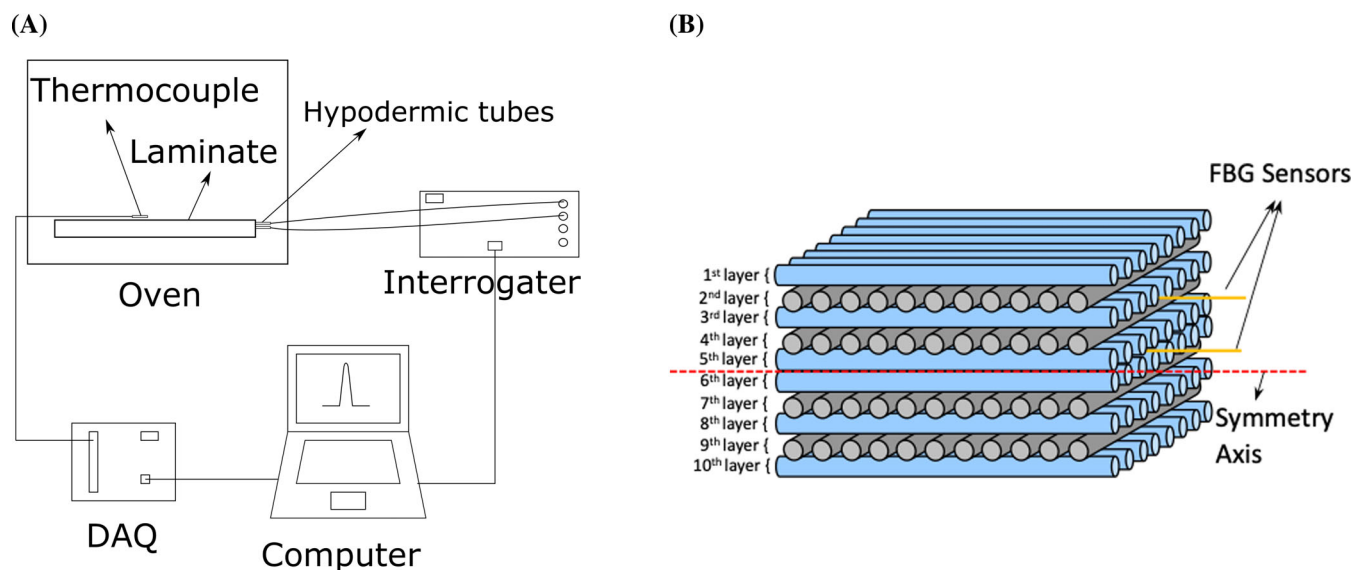 (A)
Thermocouple
Hypodermic tubes
Laminate
Oven
Interrogater
DAQ
Computer
(B)
FBG Sensors
1st layer {
2nd layer {
3rd layer {
4th layer {
5th layer {
6th layer {
7th layer {
8th layer {
9th layer {
10th layer {
Symmetry
Axis